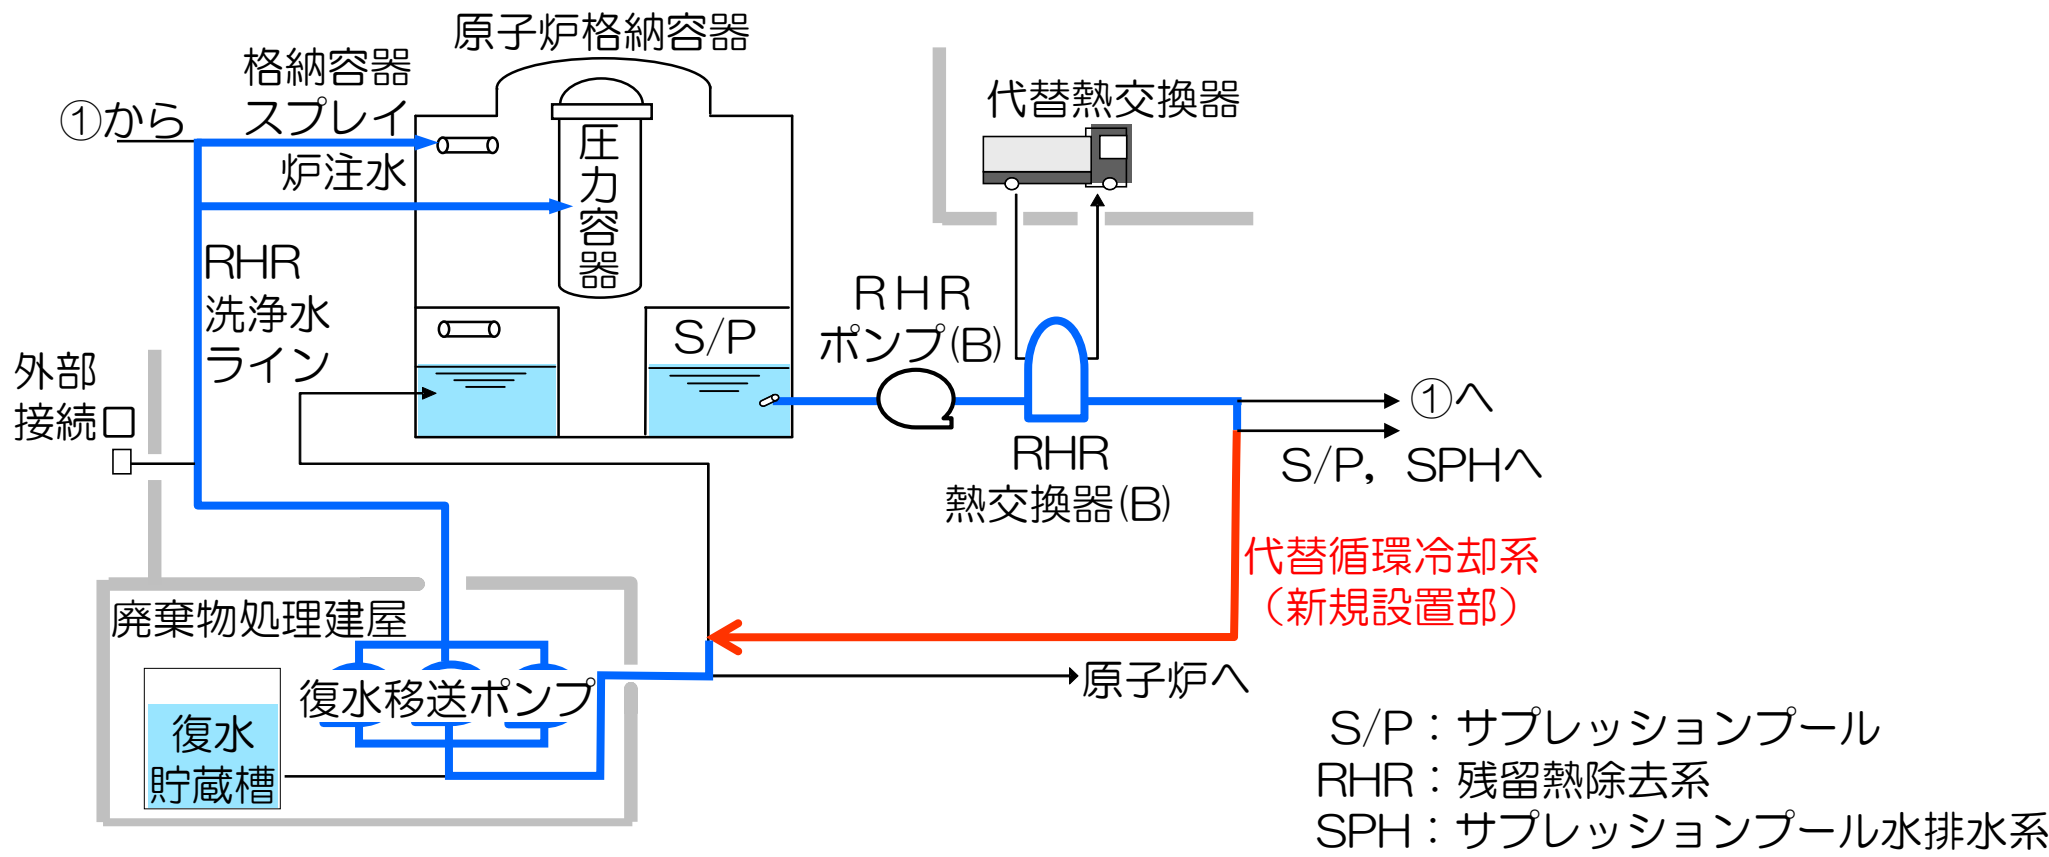 原子炉格納容器
格納容器
スプレイ
①から
炉注水
圧力容器
代替熱交換器
RHR
洗浄水
ライン
S/P
RHR
ポンプ(B)
外部
接続口
①へ
S/P, SPHへ
RHR
熱交換器(B)
代替循環冷却系
(新規設置部)
廃棄物処理建屋
復水移送ポンプ
原子炉へ
復水
貯蔵槽
S/P:サプレッションプール
RHR:残留熱除去系
SPH:サプレッションプール水排水系